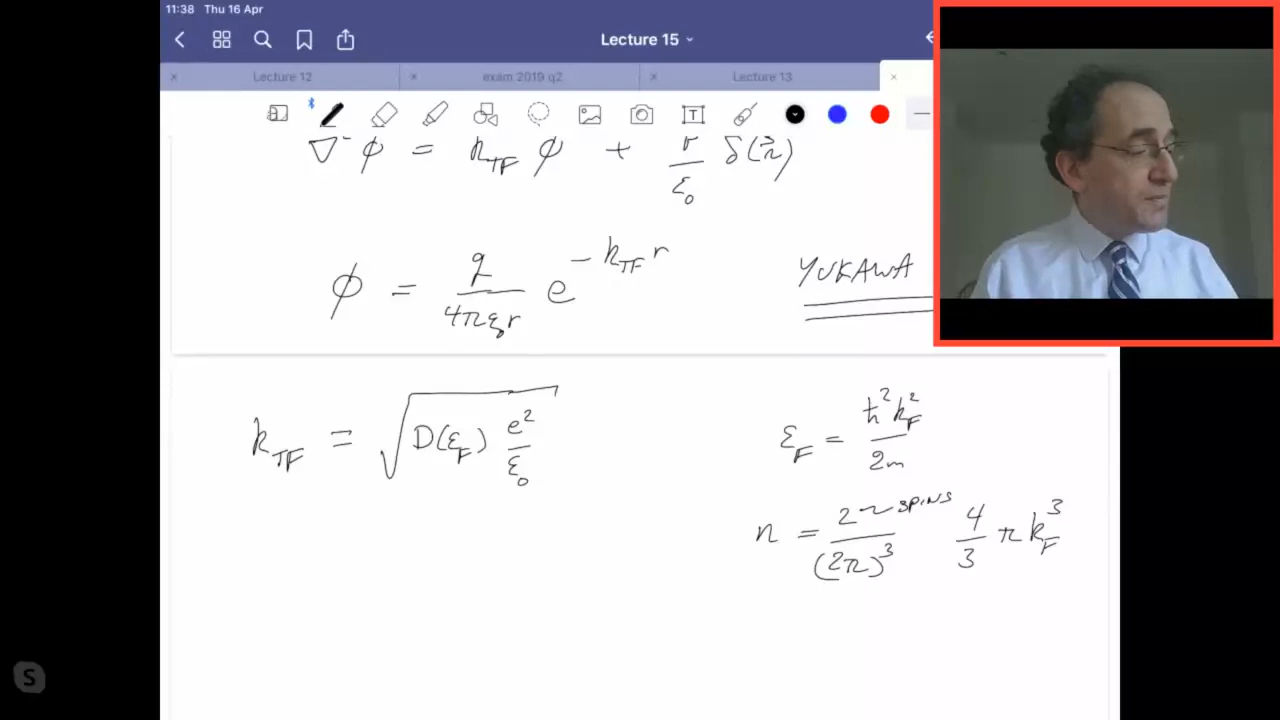 11:38 Thu 16 Apr
Lecture 15
Lecture 12
exam 2019 q2
Lecture 13
T
∇² φ = k_TF φ + r/ε₀ δ(r)
φ = q/(4πε₀r) e^(-k_TF r)
YUKAWA
k_TF = √(D(ε_F) e²/ε₀)
ε_F = ħ²k_F²/2m
n = 2/(2π)³ ~ SPINS 4/3 π k_F³
S